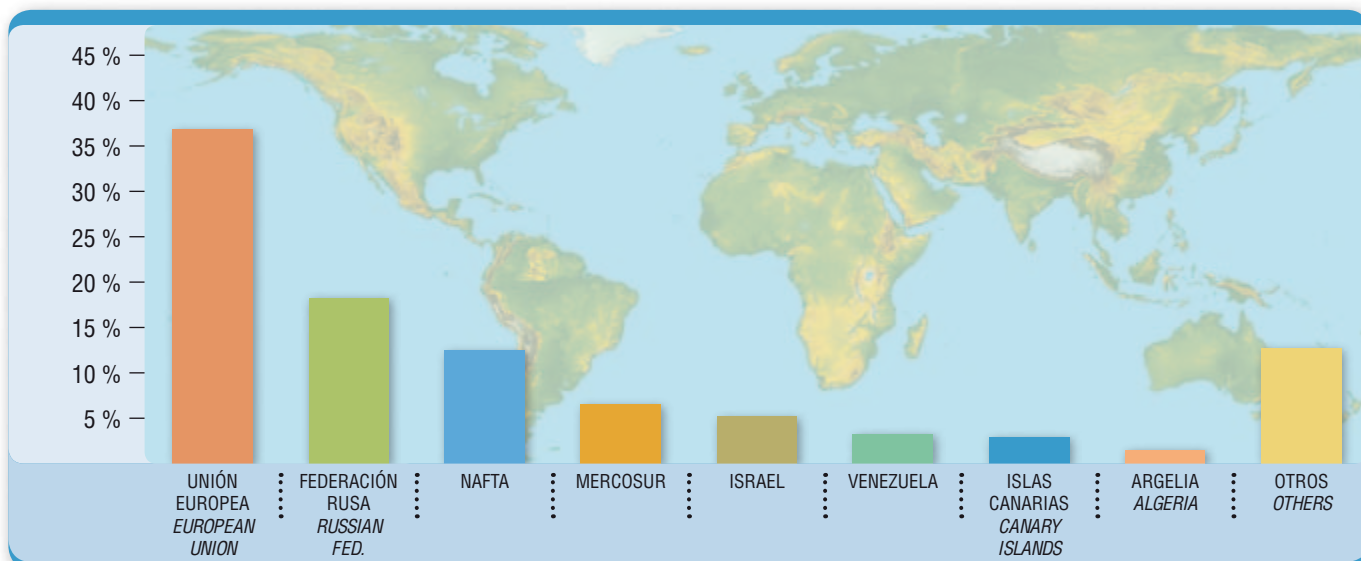 45 %
40 %
35 %
30 %
25 %
20 %
15 %
10 %
5 %
UNIÓN
EUROPEA
EUROPEAN
UNION
FEDERACIÓN
RUSA
RUSSIAN
FED.
NAFTA
MERCOSUR
ISRAEL
VENEZUELA
ISLAS
CANARIAS
CANARY
ISLANDS
ARGELIA
ALGERIA
OTROS
OTHERS